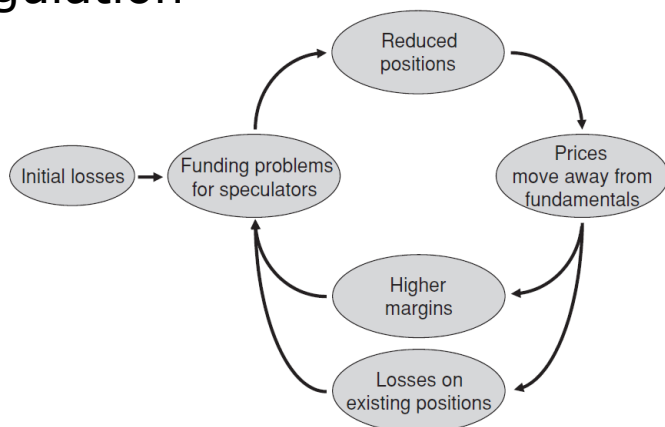 gulation
Reduced
positions
Initial losses
Funding problems
for speculators
Prices
move away from
fundamentals
Higher
margins
Losses on
existing positions